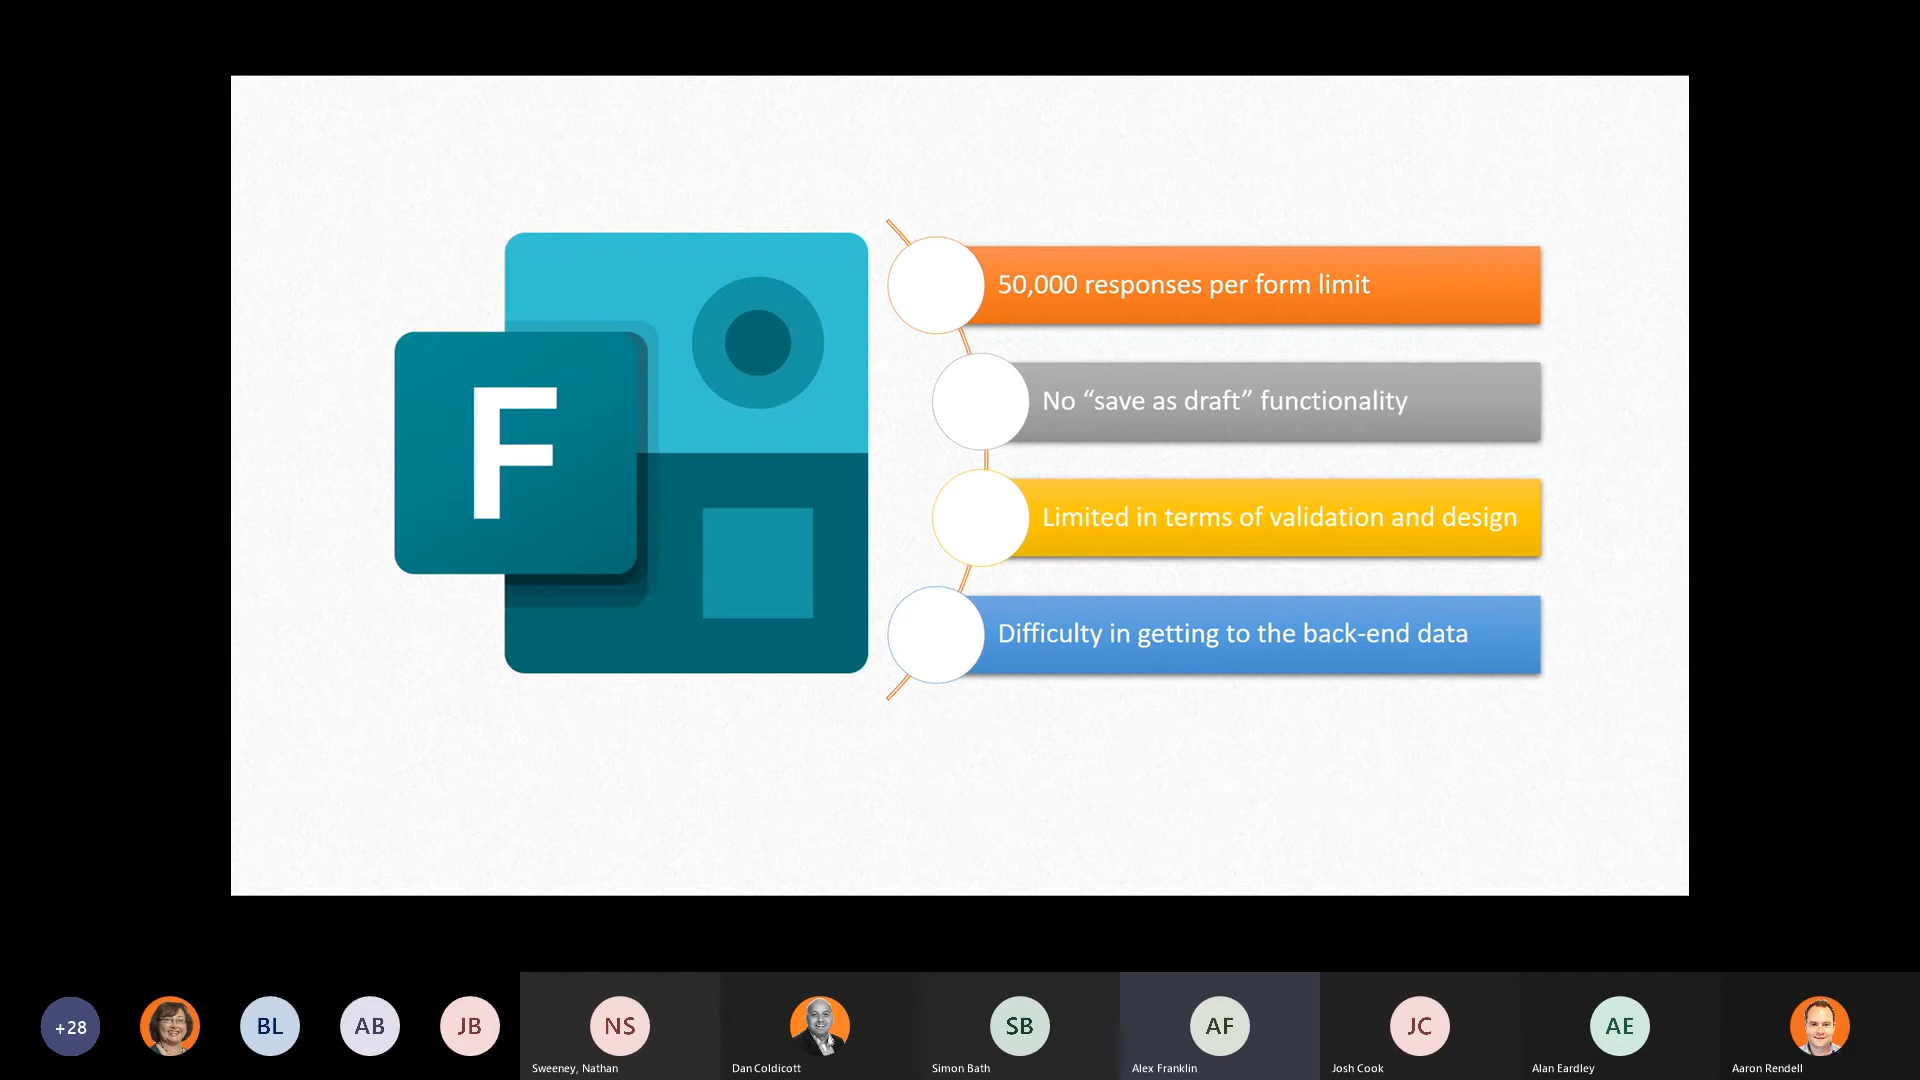 F
50,000 responses per form limit
No “save as draft” functionality
Limited in terms of validation and design
Difficulty in getting to the back-end data
+28
BL
AB
JB
NS
SB
AF
JC
AE
Sweeney, Nathan
Dan Coldicott
Simon Bath
Alex Franklin
Josh Cook
Alan Eardley
Aaron Rendell